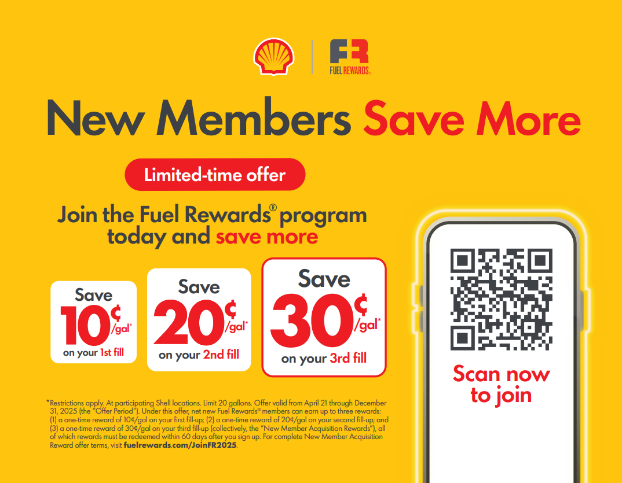 FUEL REWARDS®
New Members Save More
Limited-time offer
Join the Fuel Rewards® program
today and save more
Save
10¢
/gal*
on your 1st fill
Save
20¢
/gal*
on your 2nd fill
Save
30¢
/gal*
on your 3rd fill
Scan now
to join
*Restrictions apply. At participating Shell locations. Limit 20 gallons. Offer valid from April 21 through December
31, 2025 (the "Offer Period"). Under this offer, net new Fuel Rewards® members can earn up to three rewards:
(1) a one-time reward of 10¢/gal on your first fill-up; (2) a one-time reward of 20¢/gal on your second fill-up; and
(3) a one-time reward of 30¢/gal on your third fill-up (collectively, the "New Member Acquisition Rewards"), all
of which rewards must be redeemed within 60 days after you sign up. For complete New Member Acquisition
Reward offer terms, visit fuelrewards.com/JoinFR2025.